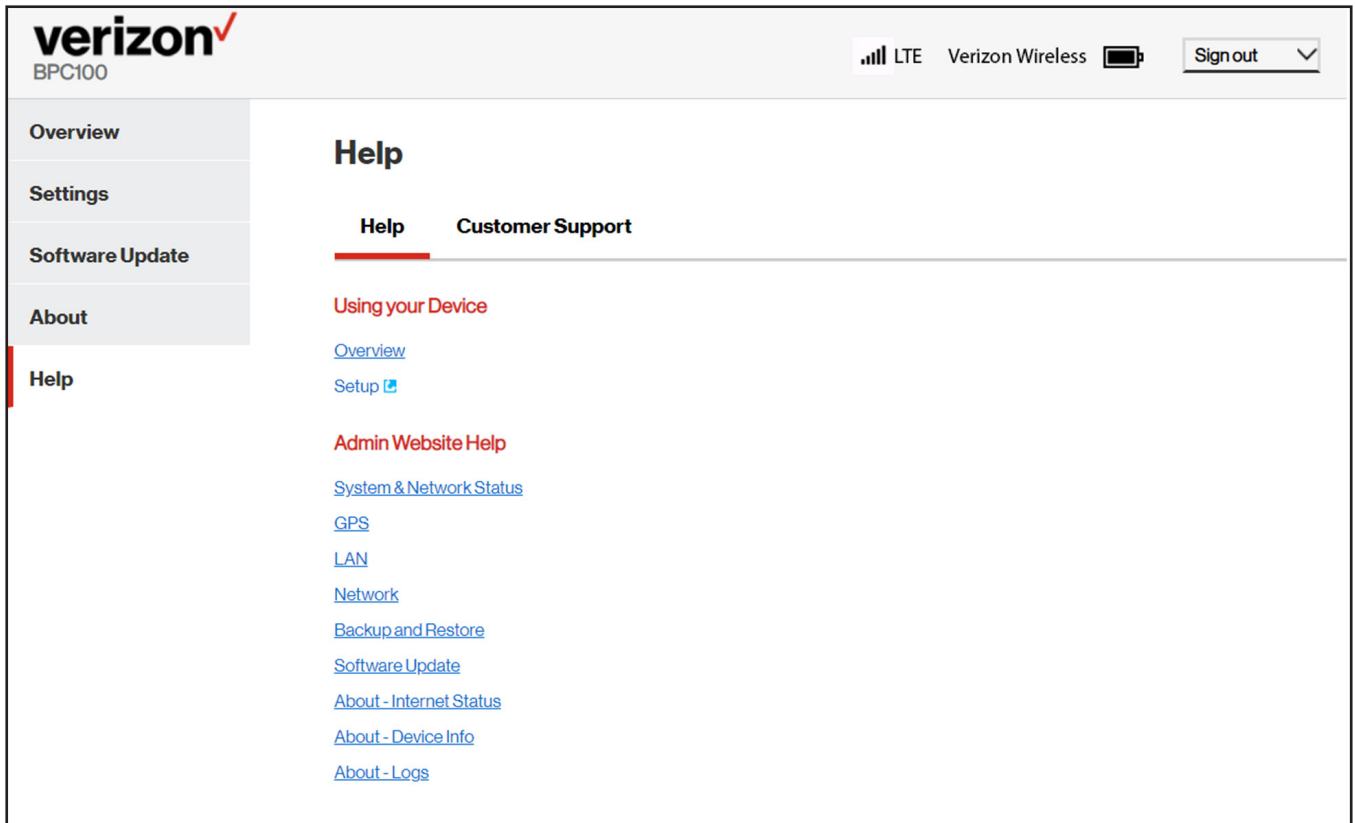 verizon
BPC100
LTE Verizon Wireless Sign out
Overview
Settings
Software Update
About
Help
Help
Help Customer Support
Using your Device
Overview
Setup
Admin Website Help
System & Network Status
GPS
LAN
Network
Backup and Restore
Software Update
About - Internet Status
About - Device Info
About - Logs